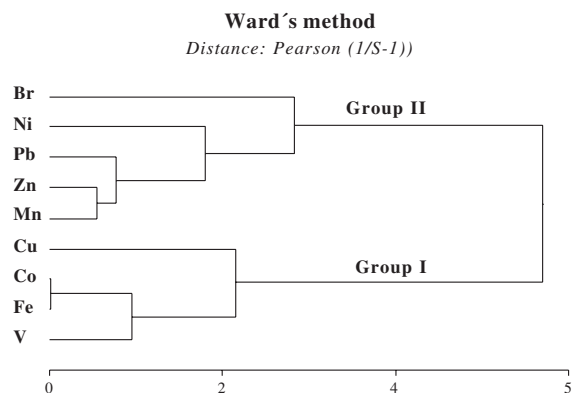 Ward´s method
Distance: Pearson (1/S-1))
Br
Group II
Ni
Pb
Zn
Mn
Cu
Co
Group I
Fe
V
0 2 4 5